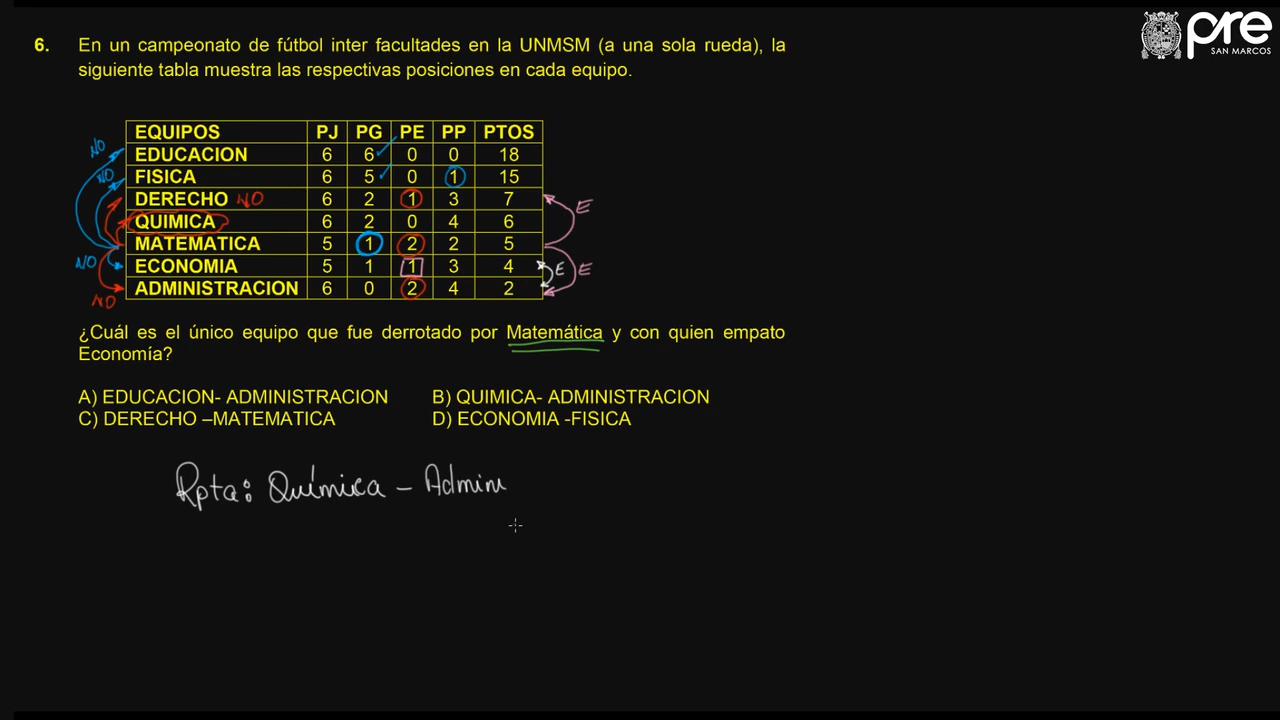 pre
SAN MARCOS
6. En un campeonato de fútbol inter facultades en la UNMSM (a una sola rueda), la
siguiente tabla muestra las respectivas posiciones en cada equipo.
EQUIPOS PJ PG PE PP PTOS
NO EDUCACION 6 6 0 0 18
NO FISICA 6 5 0 1 15
DERECHO NO 6 2 1 3 7 E
QUIMICA 6 2 0 4 6
MATEMATICA 5 1 2 2 5
NO ECONOMIA 5 1 1 3 4 E E
NO ADMINISTRACION 6 0 2 4 2
¿Cuál es el único equipo que fue derrotado por Matemática y con quien empato
Economía?
A) EDUCACION- ADMINISTRACION B) QUIMICA- ADMINISTRACION
C) DERECHO –MATEMATICA D) ECONOMIA -FISICA
Rpta: Química – Admini